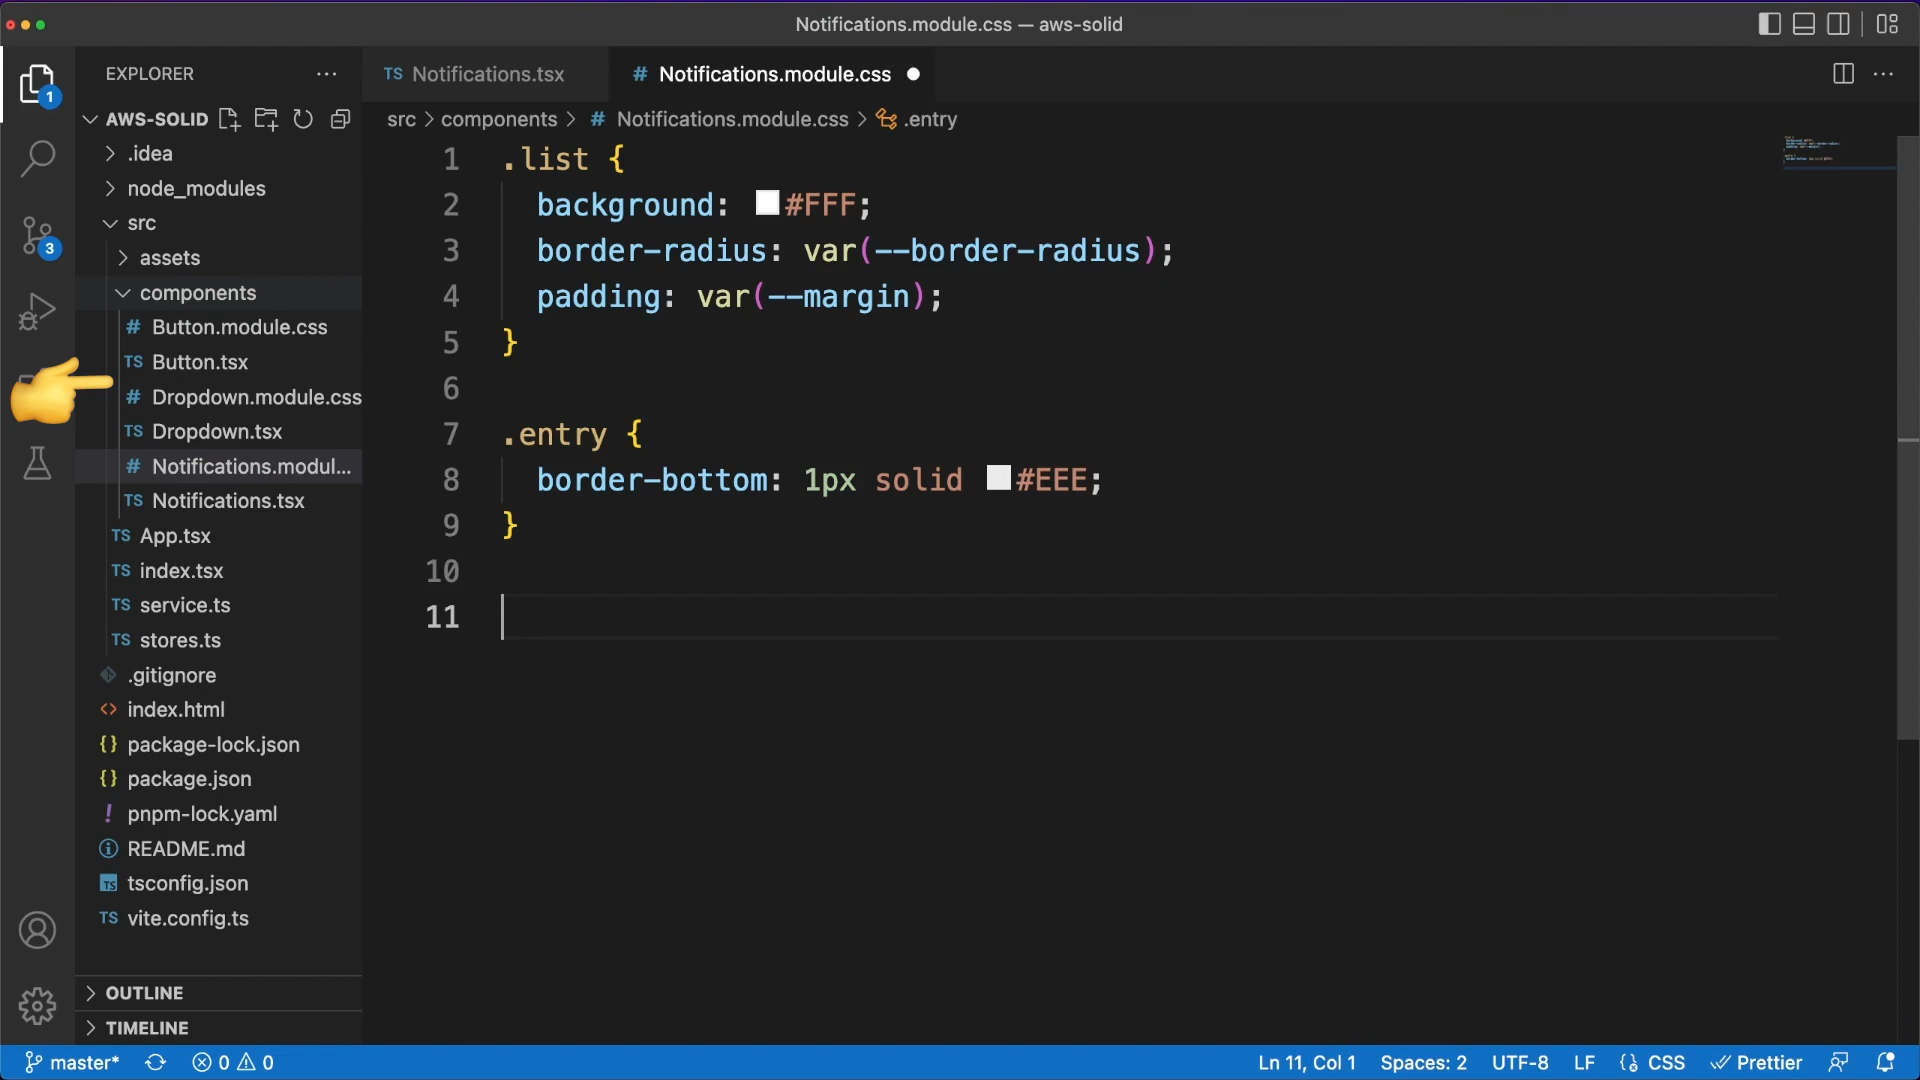 Notifications.module.css — aws-solid
EXPLORER
TS Notifications.tsx
# Notifications.module.css
1
AWS-SOLID
src > components > # Notifications.module.css > .entry
.idea
node_modules
src
assets
components
# Button.module.css
TS Button.tsx
# Dropdown.module.css
TS Dropdown.tsx
# Notifications.modul...
TS Notifications.tsx
TS App.tsx
TS index.tsx
TS service.ts
TS stores.ts
.gitignore
<> index.html
{} package-lock.json
{} package.json
! pnpm-lock.yaml
README.md
TS tsconfig.json
TS vite.config.ts
OUTLINE
TIMELINE
3
1 .list {
2 background: #FFF;
3 border-radius: var(--border-radius);
4 padding: var(--margin);
5 }
6
7 .entry {
8 border-bottom: 1px solid #EEE;
9 }
10
11
master* 0 0
Ln 11, Col 1 Spaces: 2 UTF-8 LF {} CSS Prettier